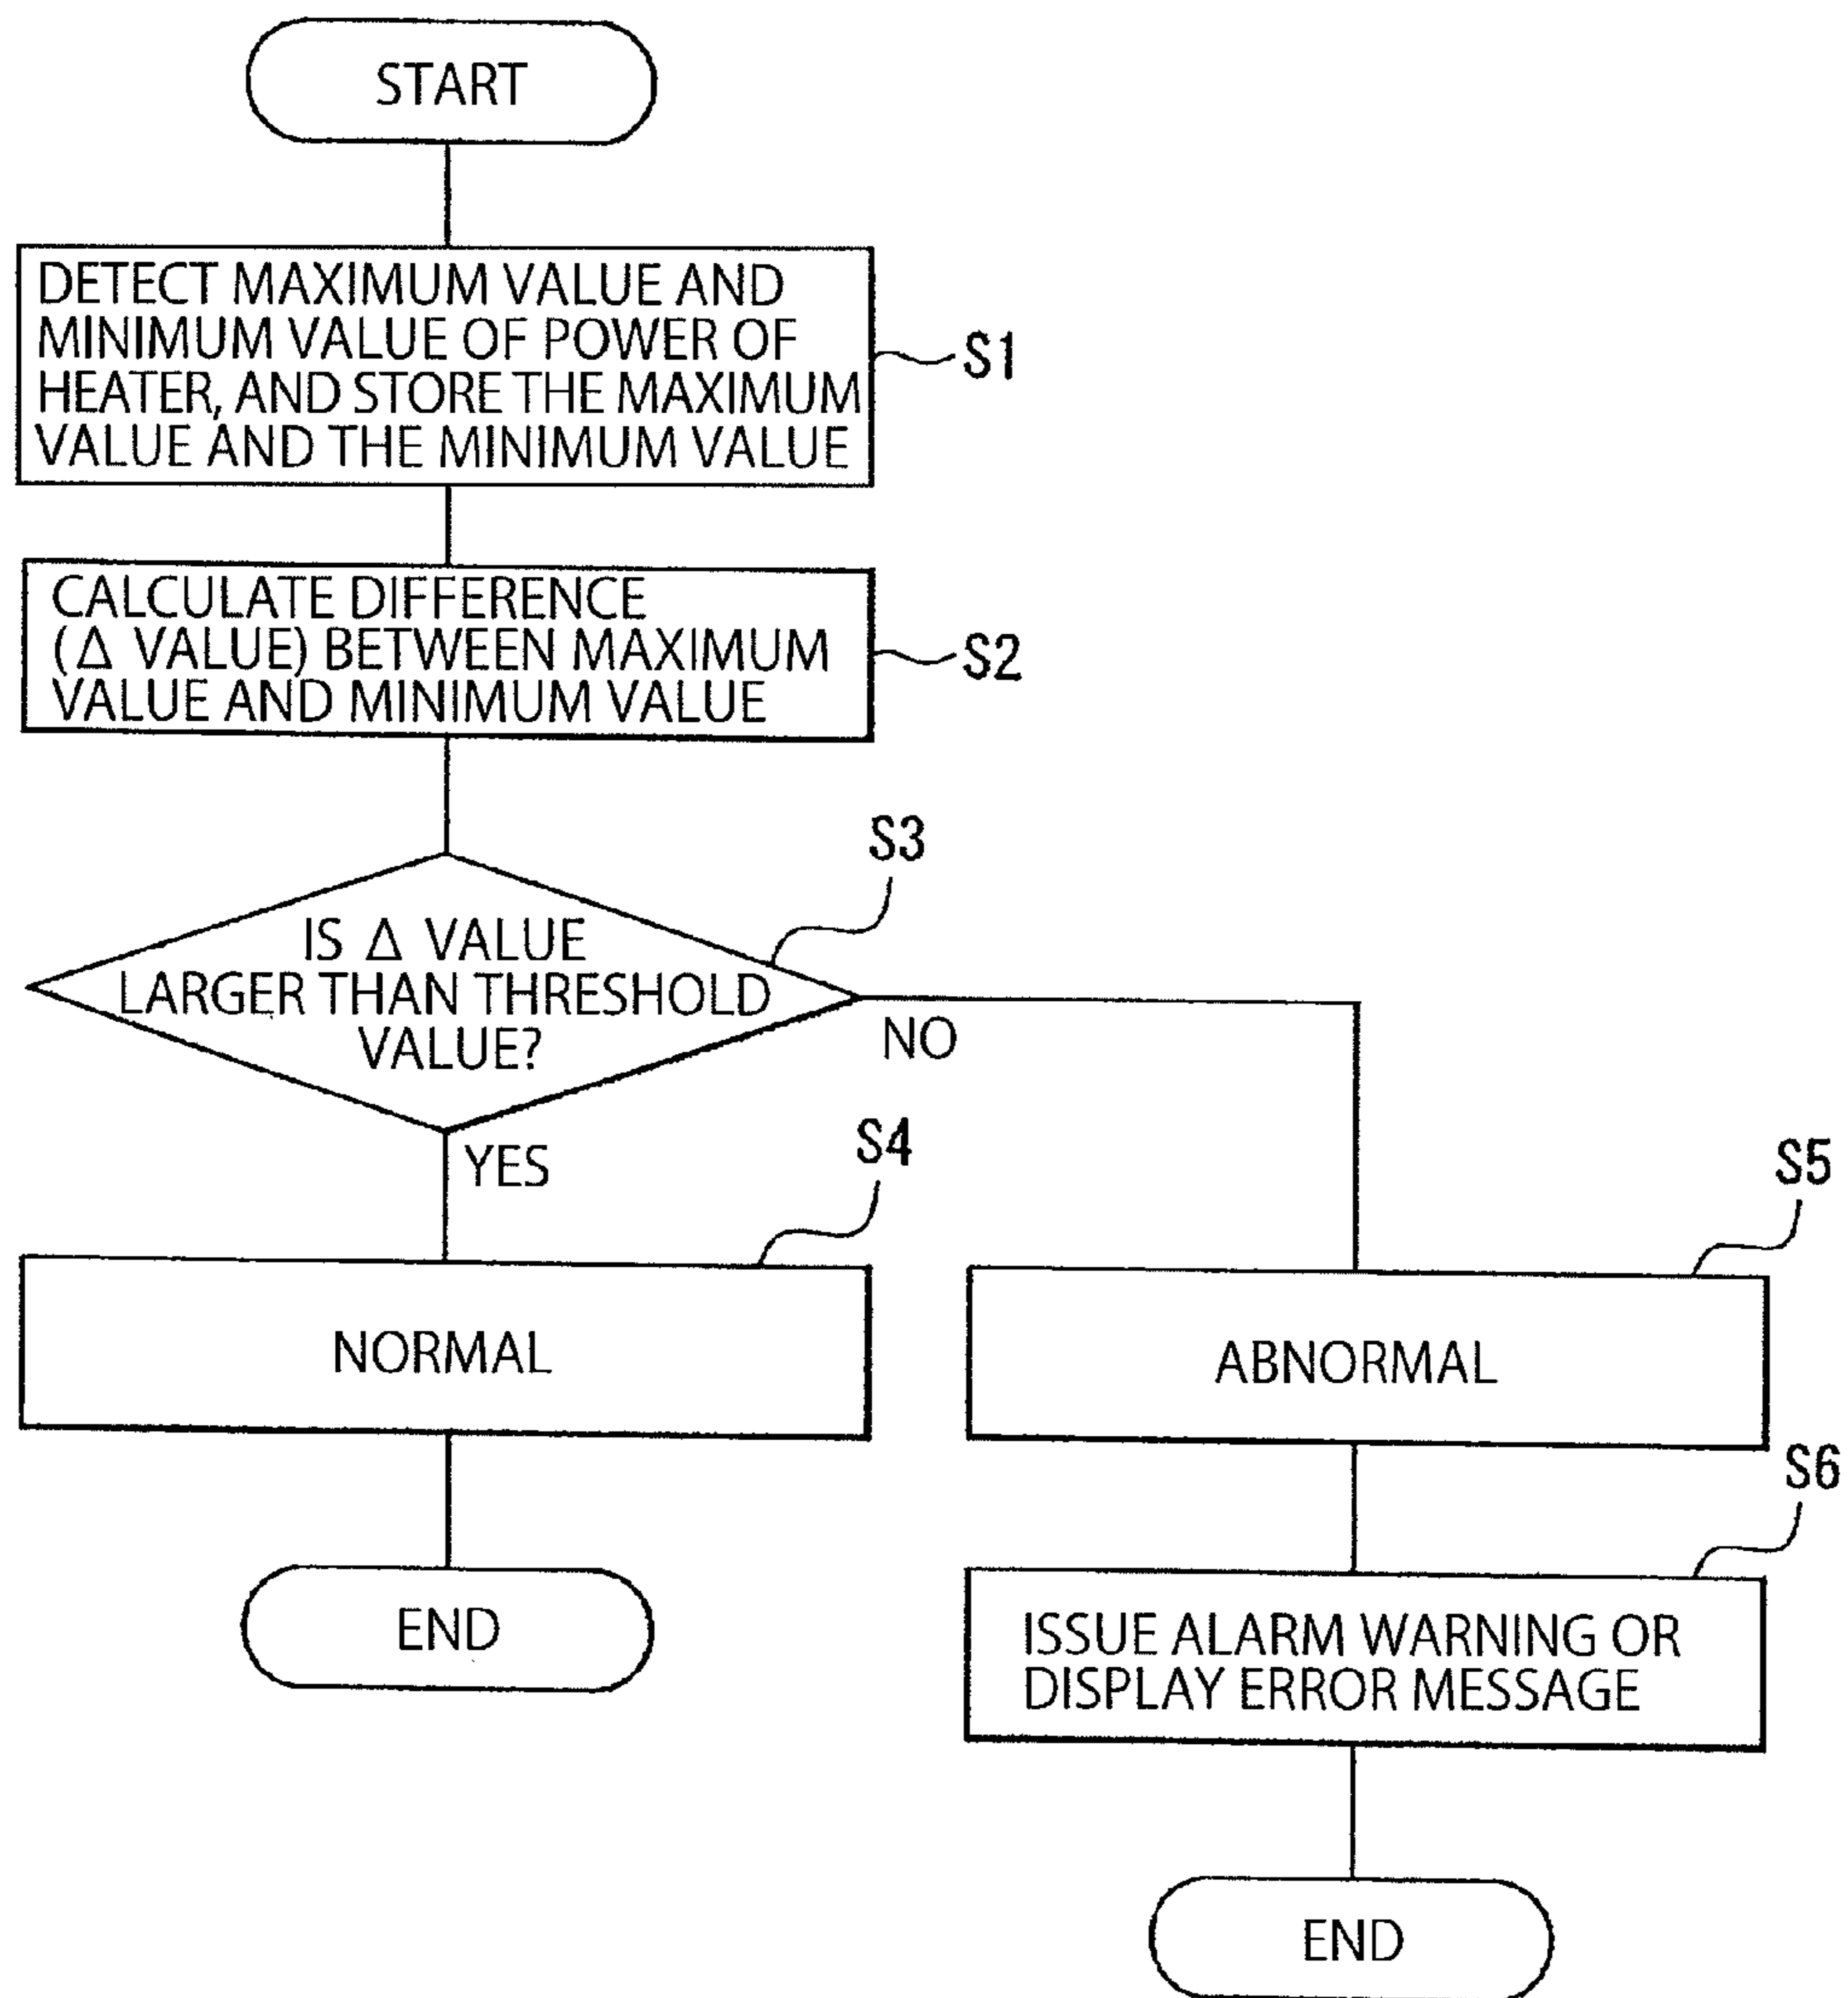 START
DETECT MAXIMUM VALUE AND
MINIMUM VALUE OF POWER OF
HEATER, AND STORE THE MAXIMUM
VALUE AND THE MINIMUM VALUE
S1
CALCULATE DIFFERENCE
(Δ VALUE) BETWEEN MAXIMUM
VALUE AND MINIMUM VALUE
S2
S3
IS Δ VALUE
LARGER THAN THRESHOLD
VALUE?
NO
YES
S4
NORMAL
END
S5
ABNORMAL
S6
ISSUE ALARM WARNING OR
DISPLAY ERROR MESSAGE
END